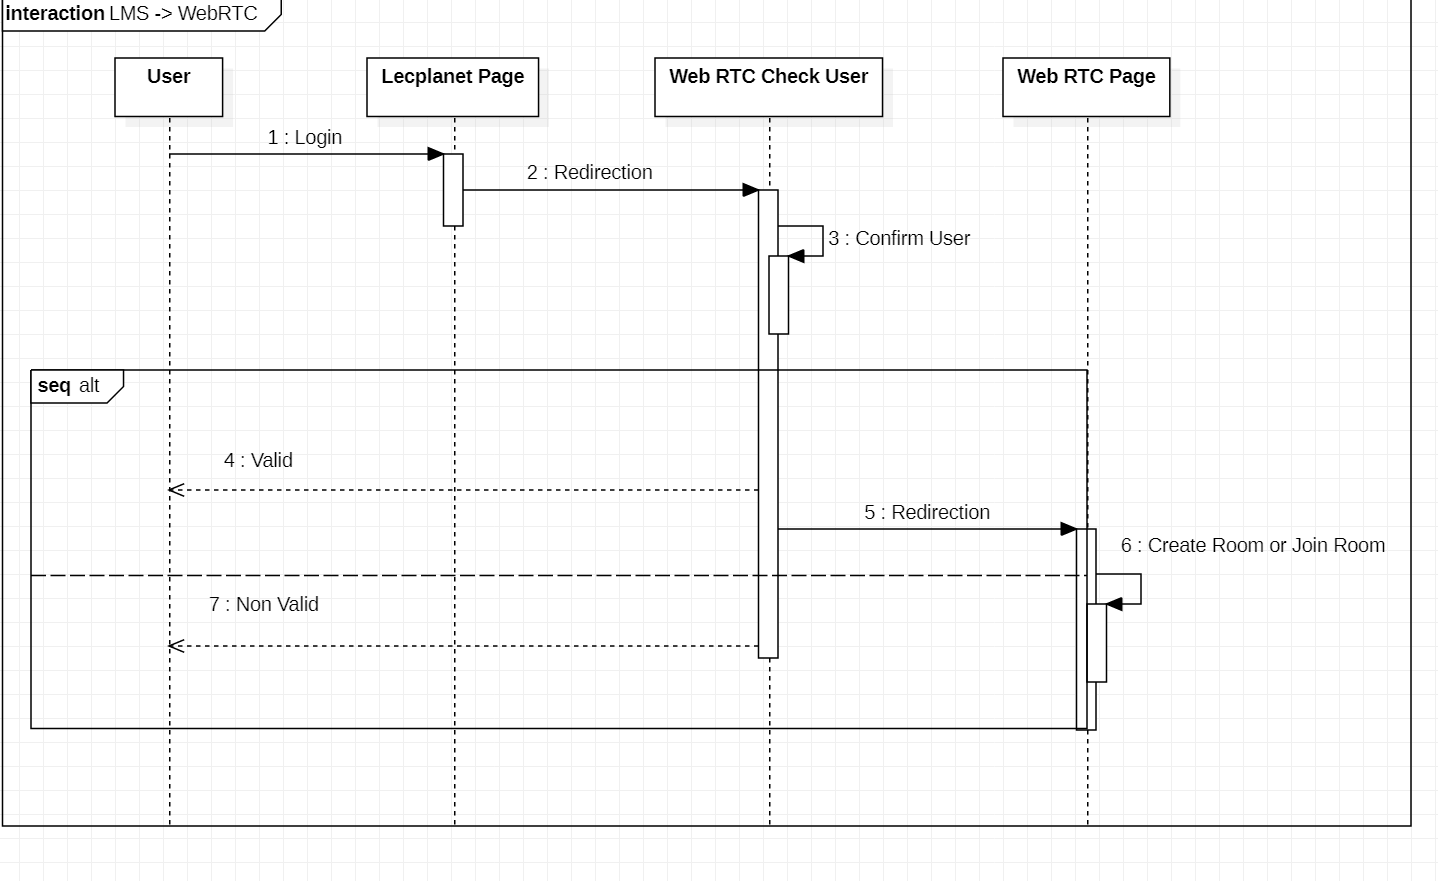 interaction LMS -> WebRTC
User
Lecplanet Page
Web RTC Check User
Web RTC Page
1 : Login
2 : Redirection
3 : Confirm User
seq alt
4 : Valid
5 : Redirection
6 : Create Room or Join Room
7 : Non Valid